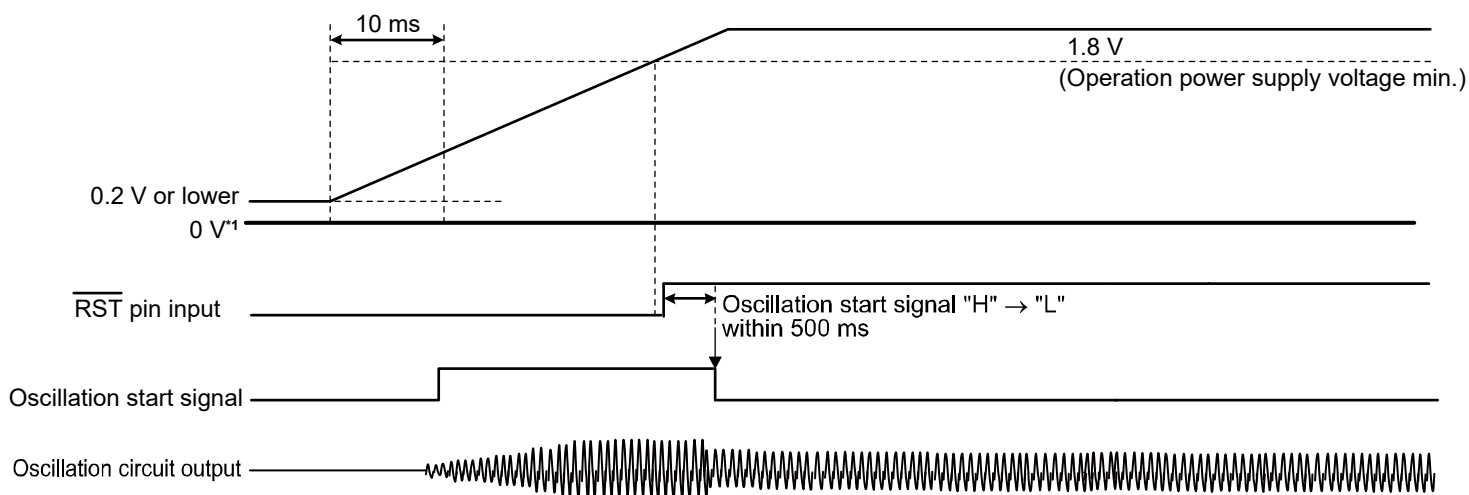 10 ms
1.8 V
(Operation power supply voltage min.)
0.2 V or lower
0 V*1
RST pin input
Oscillation start signal "H" → "L"
within 500 ms
Oscillation start signal
Oscillation circuit output